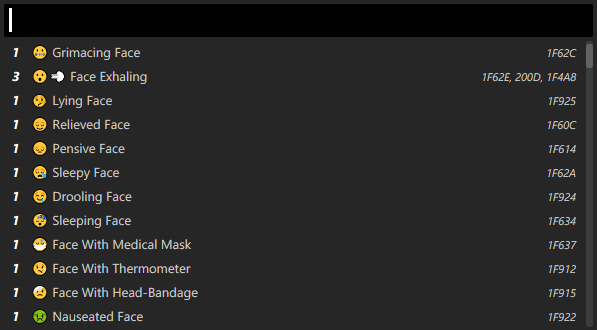 1 😬 Grimacing Face 1F62C
3 😮💨 Face Exhaling 1F62E, 200D, 1F4A8
1 🤥 Lying Face 1F925
1 😌 Relieved Face 1F60C
1 😔 Pensive Face 1F614
1 😪 Sleepy Face 1F62A
1 🤤 Drooling Face 1F924
1 😴 Sleeping Face 1F634
1 😷 Face With Medical Mask 1F637
1 🤒 Face With Thermometer 1F912
1 🤕 Face With Head-Bandage 1F915
1 🤢 Nauseated Face 1F922